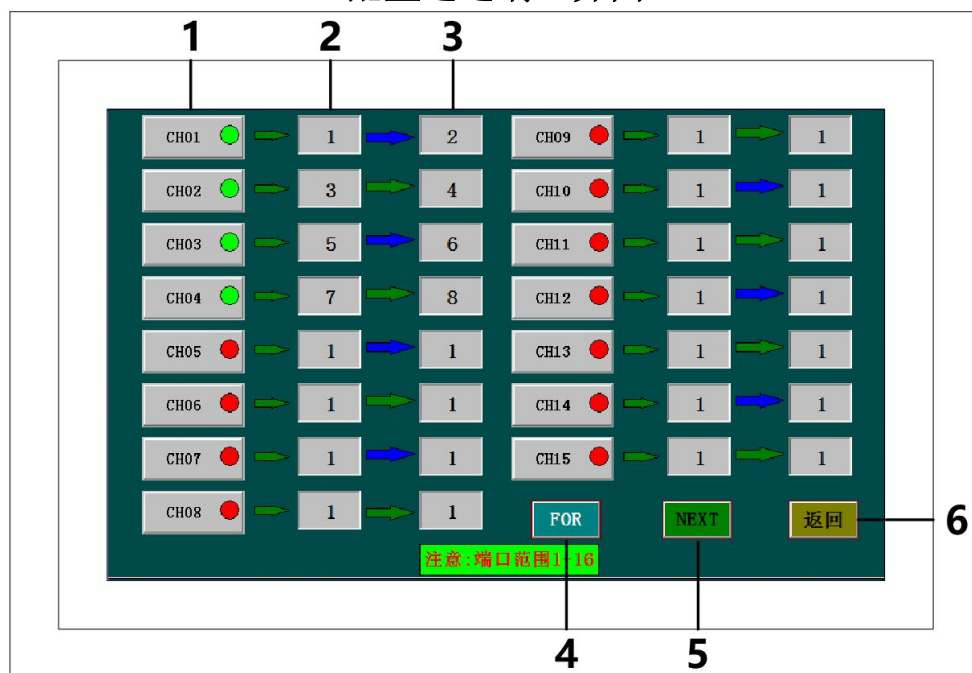 1 2 3
CH01 1 2 CH09 1 1
CH02 3 4 CH10 1 1
CH03 5 6 CH11 1 1
CH04 7 8 CH12 1 1
CH05 1 1 CH13 1 1
CH06 1 1 CH14 1 1
CH07 1 1 CH15 1 1
CH08 1 1 FOR NEXT 返回 6
注意:端口范围1-16
4 5